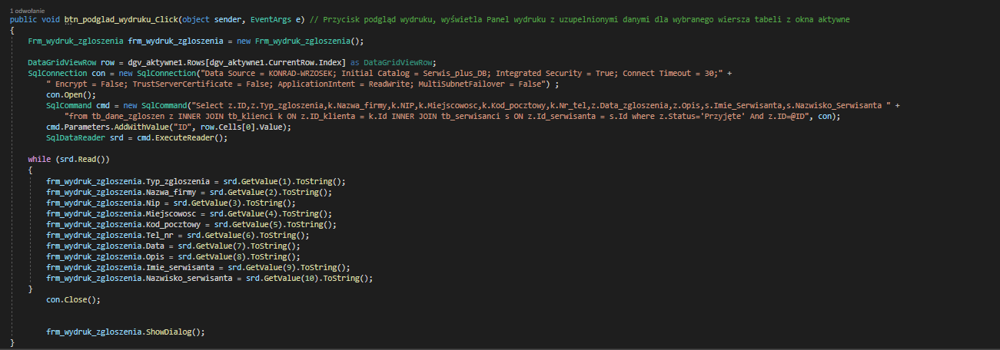 1 odwołanie
public void btn_podglad_wydruku_Click(object sender, EventArgs e) // Przycisk podgląd wydruku, wyświetla Panel wydruku z uzupelnionymi danymi dla wybranego wiersza tabeli z okna aktywne
{
Frm_wydruk_zgloszenia frm_wydruk_zgloszenia = new Frm_wydruk_zgloszenia();
DataGridViewRow row = dgv_aktywne1.Rows[dgv_aktywne1.CurrentRow.Index] as DataGridViewRow;
SqlConnection con = new SqlConnection("Data Source = KONRAD-WRZOSEK; Initial Catalog = Serwis_plus_DB; Integrated Security = True; Connect Timeout = 30;" +
" Encrypt = False; TrustServerCertificate = False; ApplicationIntent = ReadWrite; MultiSubnetFailover = False") ;
con.Open();
SqlCommand cmd = new SqlCommand("Select z.ID,z.Typ_zgloszenia,k.Nazwa_firmy,k.NIP,k.Miejscowosc,k.Kod_pocztowy,k.Nr_tel,z.Data_zgloszenia,z.Opis,s.Imie_Serwisanta,s.Nazwisko_Serwisanta " +
"from tb_dane_zgloszen z INNER JOIN tb_klienci k ON z.ID_klienta = k.Id INNER JOIN tb_serwisanci s ON z.Id_serwisanta = s.Id where z.Status='Przyjęte' And z.ID=@ID", con);
cmd.Parameters.AddWithValue("ID", row.Cells[0].Value);
SqlDataReader srd = cmd.ExecuteReader();
while (srd.Read())
{
frm_wydruk_zgloszenia.Typ_zgloszenia = srd.GetValue(1).ToString();
frm_wydruk_zgloszenia.Nazwa_firmy = srd.GetValue(2).ToString();
frm_wydruk_zgloszenia.Nip = srd.GetValue(3).ToString();
frm_wydruk_zgloszenia.Miejscowosc = srd.GetValue(4).ToString();
frm_wydruk_zgloszenia.Kod_pocztowy = srd.GetValue(5).ToString();
frm_wydruk_zgloszenia.Tel_nr = srd.GetValue(6).ToString();
frm_wydruk_zgloszenia.Data = srd.GetValue(7).ToString();
frm_wydruk_zgloszenia.Opis = srd.GetValue(8).ToString();
frm_wydruk_zgloszenia.Imie_serwisanta = srd.GetValue(9).ToString();
frm_wydruk_zgloszenia.Nazwisko_serwisanta = srd.GetValue(10).ToString();
}
con.Close();
frm_wydruk_zgloszenia.ShowDialog();
}